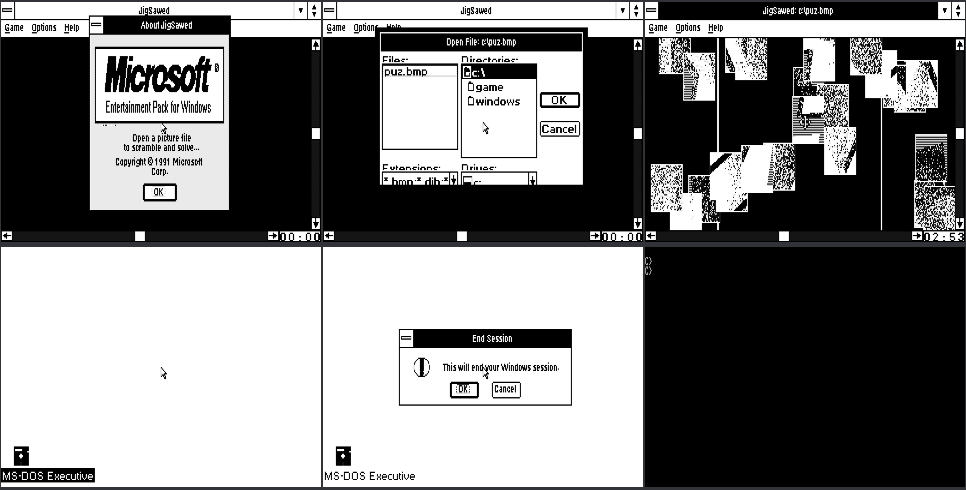 JigSawed
Game Options Help
About JigSawed
Microsoft®
Entertainment Pack for Windows
Open a picture file
to scramble and solve...
Copyright © 1991 Microsoft
Corp.
OK
00:00
JigSawed
Game Options Help
Open File: c:\puz.bmp
Files:
Directories:
puz.bmp
c:\
game
windows
OK
Cancel
Extensions:
Drives:
*.bmp;*.dib;*
c:
00:00
JigSawed: c:\puz.bmp
Game Options Help
02:53
MS-DOS Executive
End Session
This will end your Windows session.
OK
Cancel
MS-DOS Executive